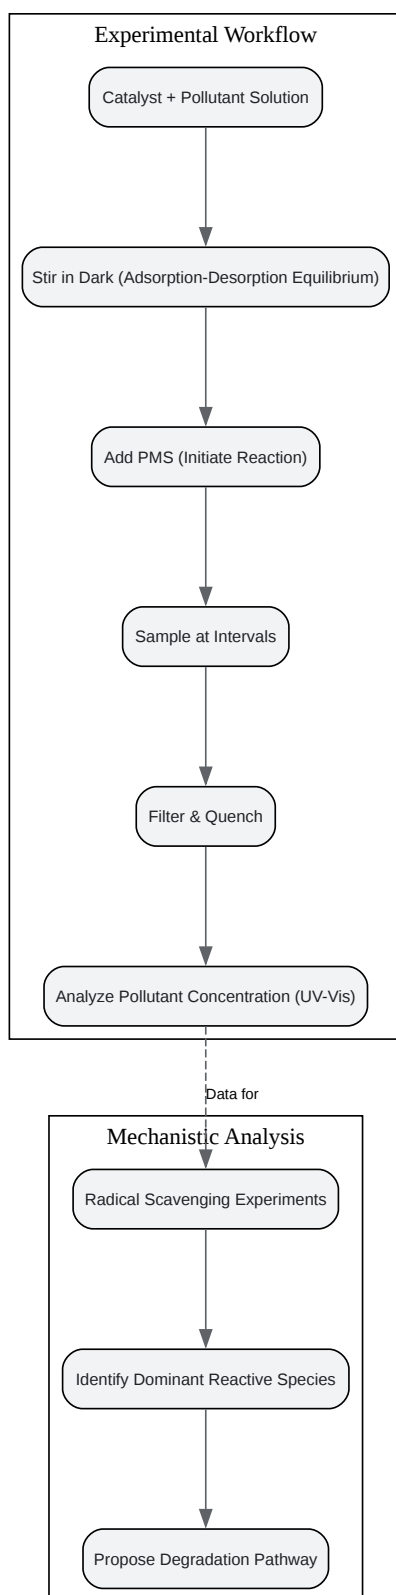 Experimental Workflow
Catalyst + Pollutant Solution
Stir in Dark (Adsorption-Desorption Equilibrium)
Add PMS (Initiate Reaction)
Sample at Intervals
Filter & Quench
Analyze Pollutant Concentration (UV-Vis)
Data for
Mechanistic Analysis
Radical Scavenging Experiments
Identify Dominant Reactive Species
Propose Degradation Pathway